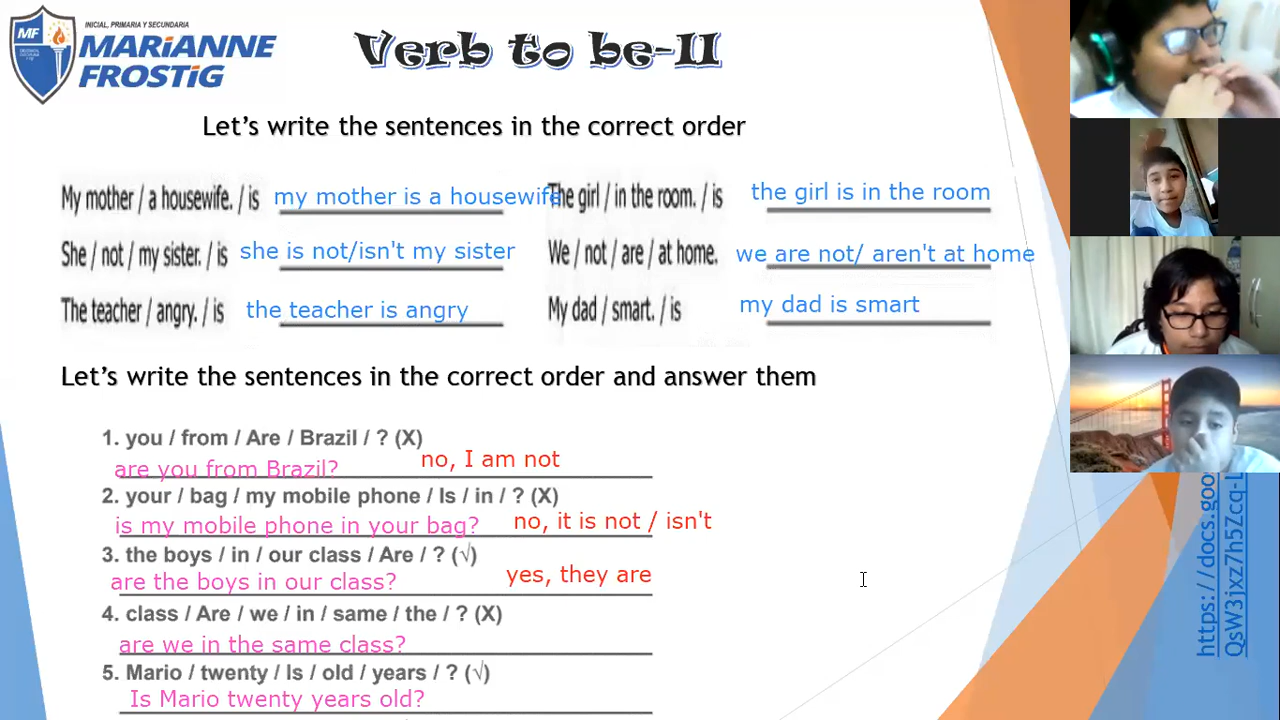 INICIAL, PRIMARIA Y SECUNDARIA
MF
MARiANNE
FROSTiG
Verb to be-II
Let's write the sentences in the correct order
My mother / a housewife. / is my mother is a housewife
The girl / in the room. / is the girl is in the room
She / not / my sister. / is she is not/isn't my sister
We / not / are / at home. we are not/ aren't at home
The teacher / angry. / is the teacher is angry
My dad / smart. / is my dad is smart
Let's write the sentences in the correct order and answer them
1. you / from / Are / Brazil / ? (X)
are you from Brazil? no, I am not
2. your / bag / my mobile phone / Is / in / ? (X)
is my mobile phone in your bag? no, it is not / isn't
3. the boys / in / our class / Are / ? (√)
are the boys in our class? yes, they are
4. class / Are / we / in / same / the / ? (X)
are we in the same class?
5. Mario / twenty / Is / old / years / ? (√)
Is Mario twenty years old?
https://docs.goo
QsW3jxz7h5Zcq-L